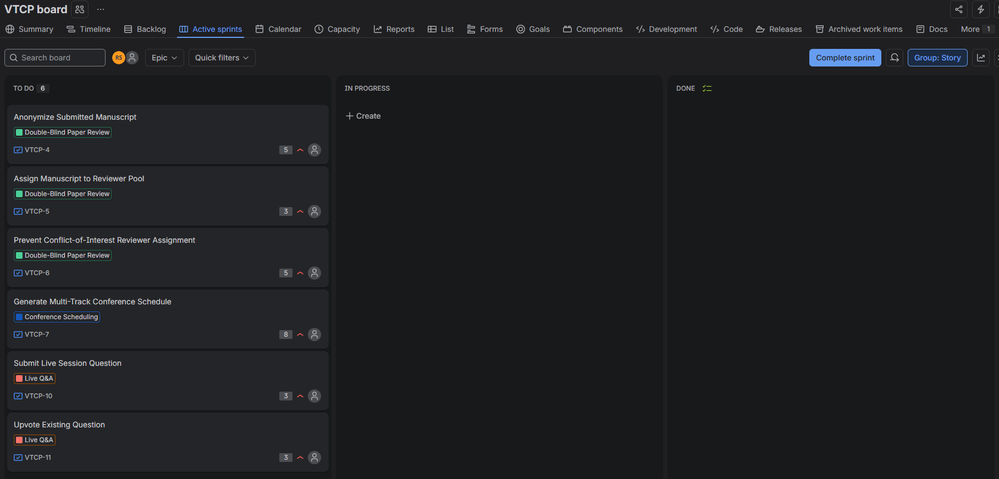 VTCP board
Summary Timeline Backlog Active sprints Calendar Capacity Reports List Forms Goals Components Development Code Releases Archived work items Docs More 1
Search board RS Epic Quick filters Complete sprint Group: Story
TO DO 6
Anonymize Submitted Manuscript
Double-Blind Paper Review
VTCP-4 5
Assign Manuscript to Reviewer Pool
Double-Blind Paper Review
VTCP-5 3
Prevent Conflict-of-Interest Reviewer Assignment
Double-Blind Paper Review
VTCP-6 5
Generate Multi-Track Conference Schedule
Conference Scheduling
VTCP-7 8
Submit Live Session Question
Live Q&A
VTCP-10 3
Upvote Existing Question
Live Q&A
VTCP-11 3
IN PROGRESS
Create
DONE